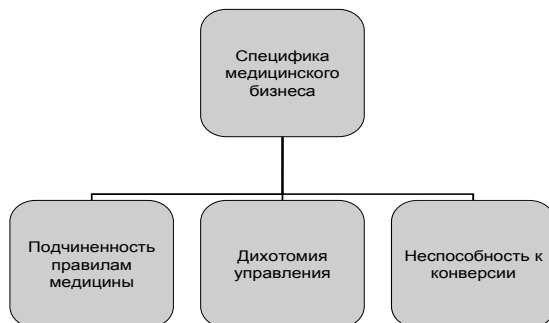 Специфика
медицинского
бизнеса
Подчиненность
правилам
медицины
Дихотомия
управления
Неспособность к
конверсии